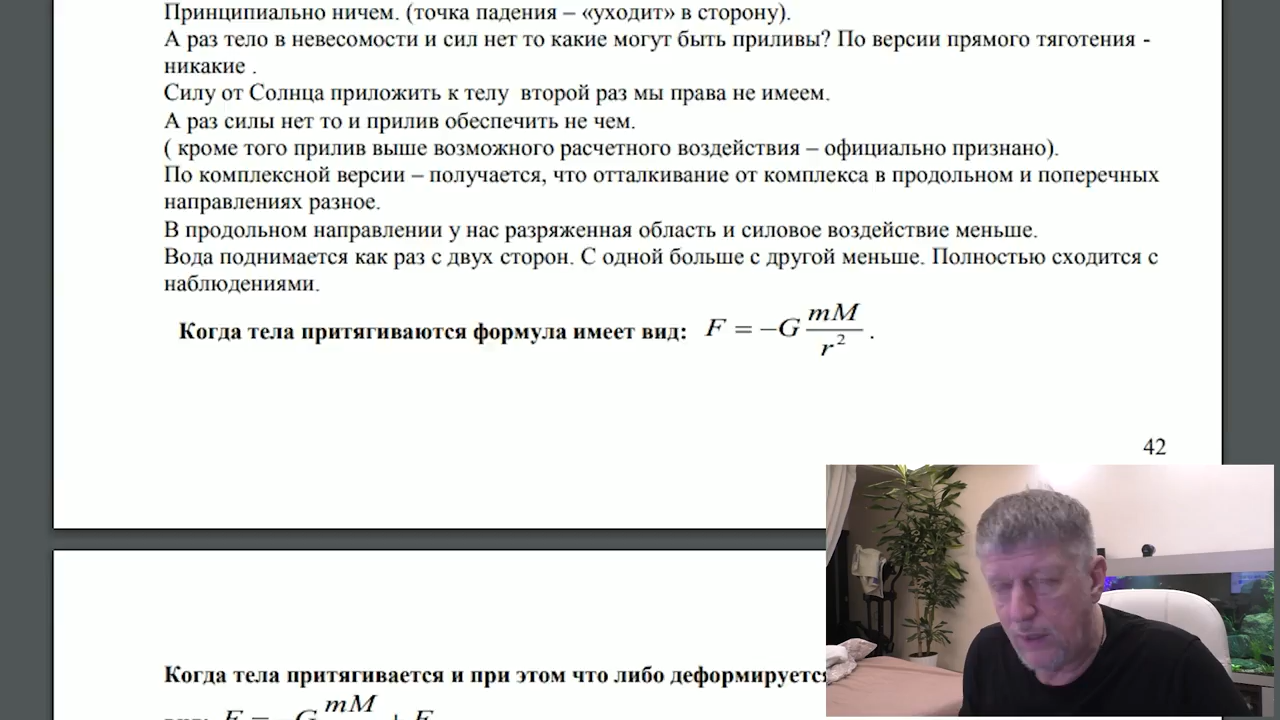 Принципиально ничем. (точка падения – «уходит» в сторону).
А раз тело в невесомости и сил нет то какие могут быть приливы? По версии прямого тяготения -
никакие .
Силу от Солнца приложить к телу  второй раз мы права не имеем.
А раз силы нет то и прилив обеспечить не чем.
( кроме того прилив выше возможного расчетного воздействия – официально признано).
По комплексной версии – получается, что отталкивание от комплекса в продольном и поперечных
направлениях разное.
В продольном направлении у нас разряженная область и силовое воздействие меньше.
Вода поднимается как раз с двух сторон. С одной больше с другой меньше. Полностью сходится с
наблюдениями.
Когда тела притягиваются формула имеет вид: F = −G mM / r² .
42
Когда тела притягивается и при этом что либо деформируется
вид: F = −G mM + F